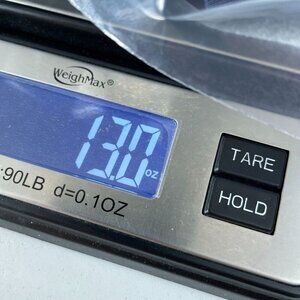 WeighMax
13.0 oz
:90LB d=0.1OZ
TARE
HOLD